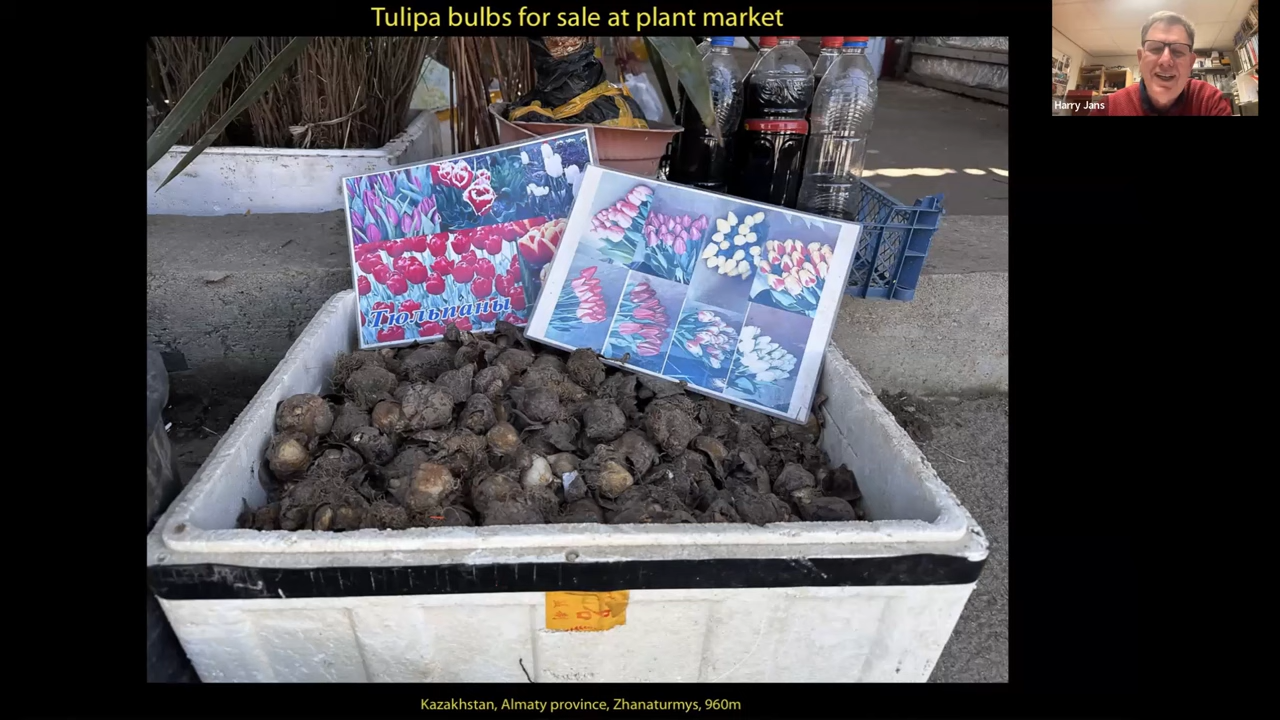 Tulipa bulbs for sale at plant market
Harry Jans
Тюльпаны
Kazakhstan, Almaty province, Zhanaturmys, 960m